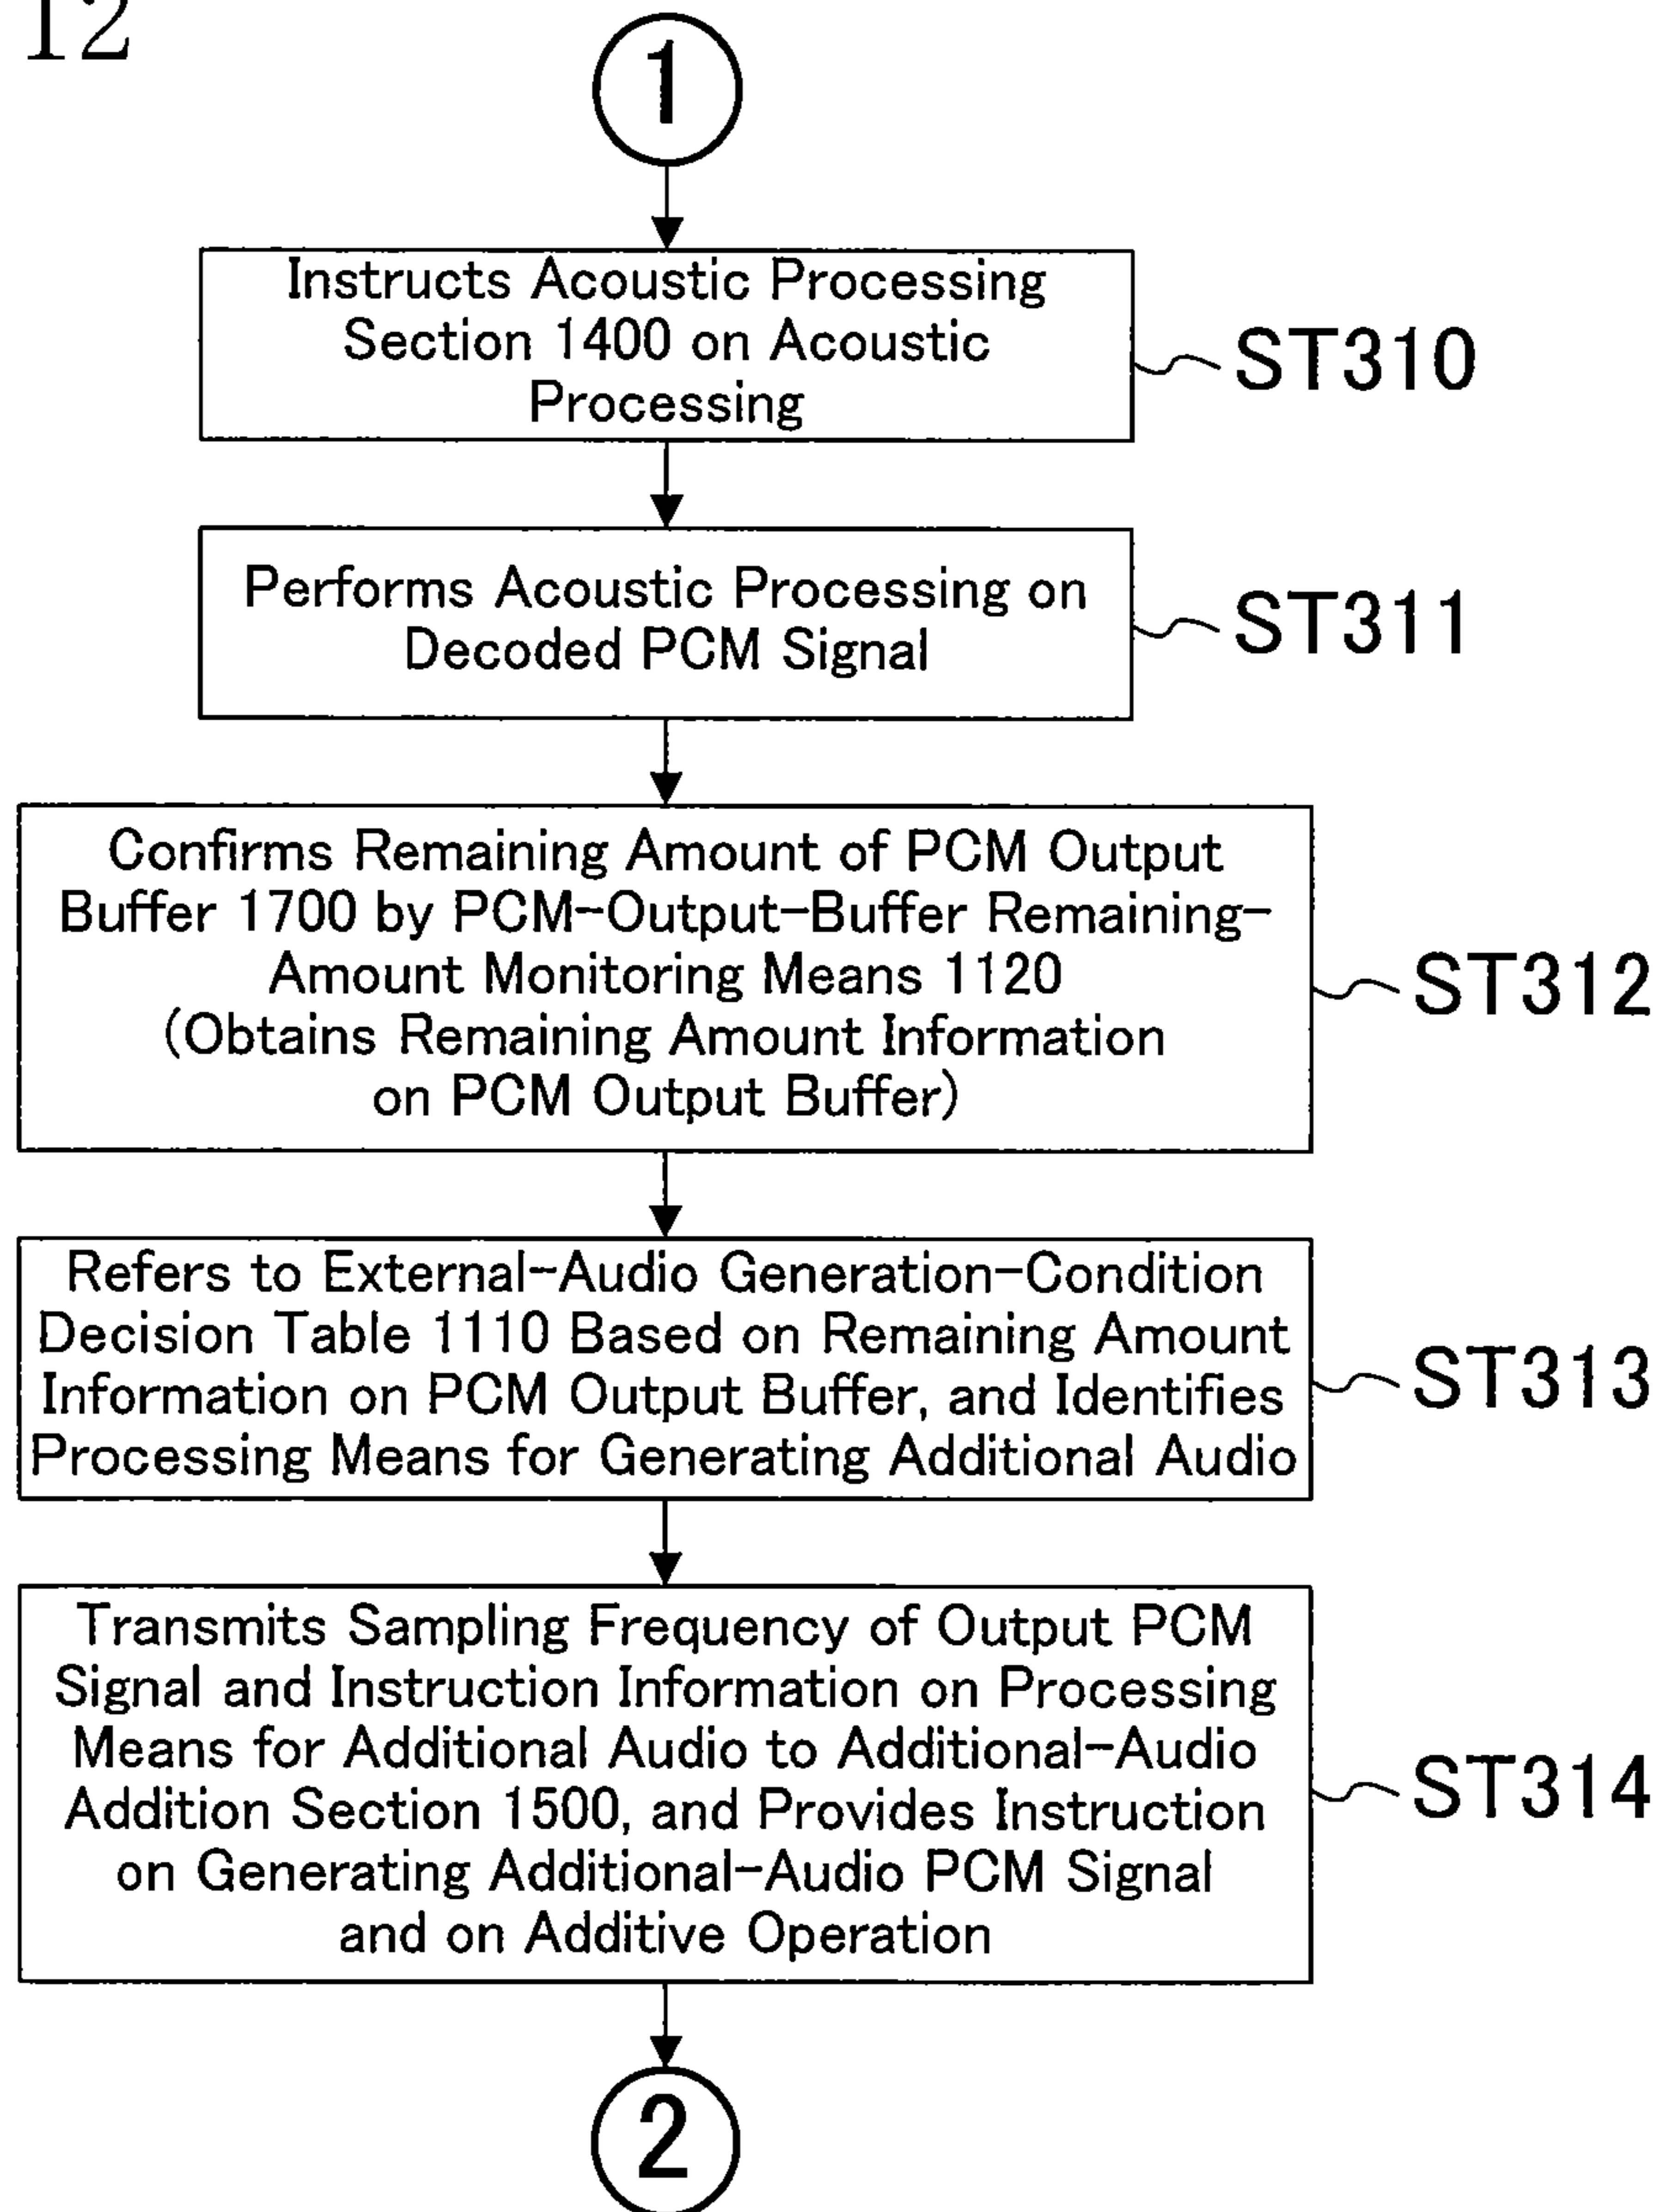 12
1
Instructs Acoustic Processing
Section 1400 on Acoustic
Processing
ST310
Performs Acoustic Processing on
Decoded PCM Signal
ST311
Confirms Remaining Amount of PCM Output
Buffer 1700 by PCM-Output-Buffer Remaining-
Amount Monitoring Means 1120
(Obtains Remaining Amount Information
on PCM Output Buffer)
ST312
Refers to External-Audio Generation-Condition
Decision Table 1110 Based on Remaining Amount
Information on PCM Output Buffer, and Identifies
Processing Means for Generating Additional Audio
ST313
Transmits Sampling Frequency of Output PCM
Signal and Instruction Information on Processing
Means for Additional Audio to Additional-Audio
Addition Section 1500, and Provides Instruction
on Generating Additional-Audio PCM Signal
and on Additive Operation
ST314
2